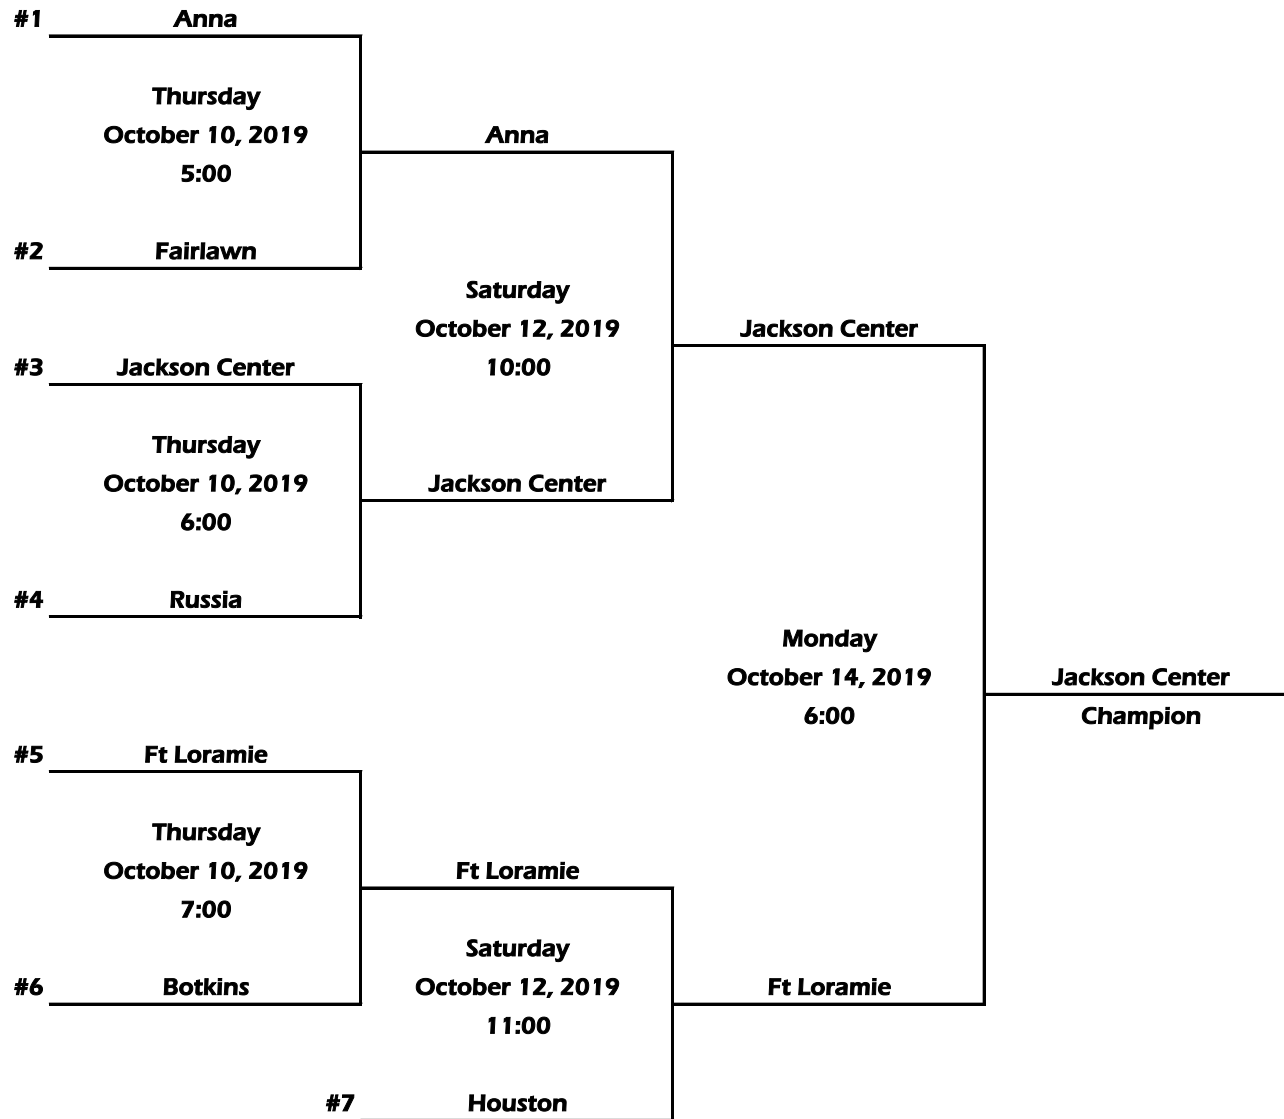 #1 Anna
Thursday
October 10, 2019
5:00
#2 Fairlawn
Anna
#3 Jackson Center
Thursday
October 10, 2019
6:00
#4 Russia
Jackson Center
Saturday
October 12, 2019
10:00
Jackson Center
#5 Ft Loramie
Thursday
October 10, 2019
7:00
#6 Botkins
Ft Loramie
Saturday
October 12, 2019
11:00
#7 Houston
Ft Loramie
Monday
October 14, 2019
6:00
Jackson Center
Champion